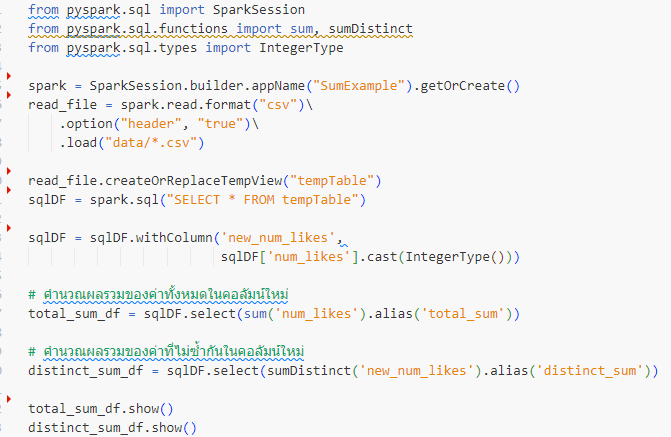 from pyspark.sql import SparkSession
from pyspark.sql.functions import sum, sumDistinct
from pyspark.sql.types import IntegerType
spark = SparkSession.builder.appName("SumExample").getOrCreate()
read_file = spark.read.format("csv")\
.option("header", "true")\
.load("data/*.csv")
read_file.createOrReplaceTempView("tempTable")
sqlDF = spark.sql("SELECT * FROM tempTable")
sqlDF = sqlDF.withColumn('new_num_likes',
sqlDF['num_likes'].cast(IntegerType()))
# คำนวณผลรวมของค่าทั้งหมดในคอลัมน์ใหม่
total_sum_df = sqlDF.select(sum('num_likes').alias('total_sum'))
# คำนวณผลรวมของค่าที่ไม่ซ้ำกันในคอลัมน์ใหม่
distinct_sum_df = sqlDF.select(sumDistinct('new_num_likes').alias('distinct_sum'))
total_sum_df.show()
distinct_sum_df.show()